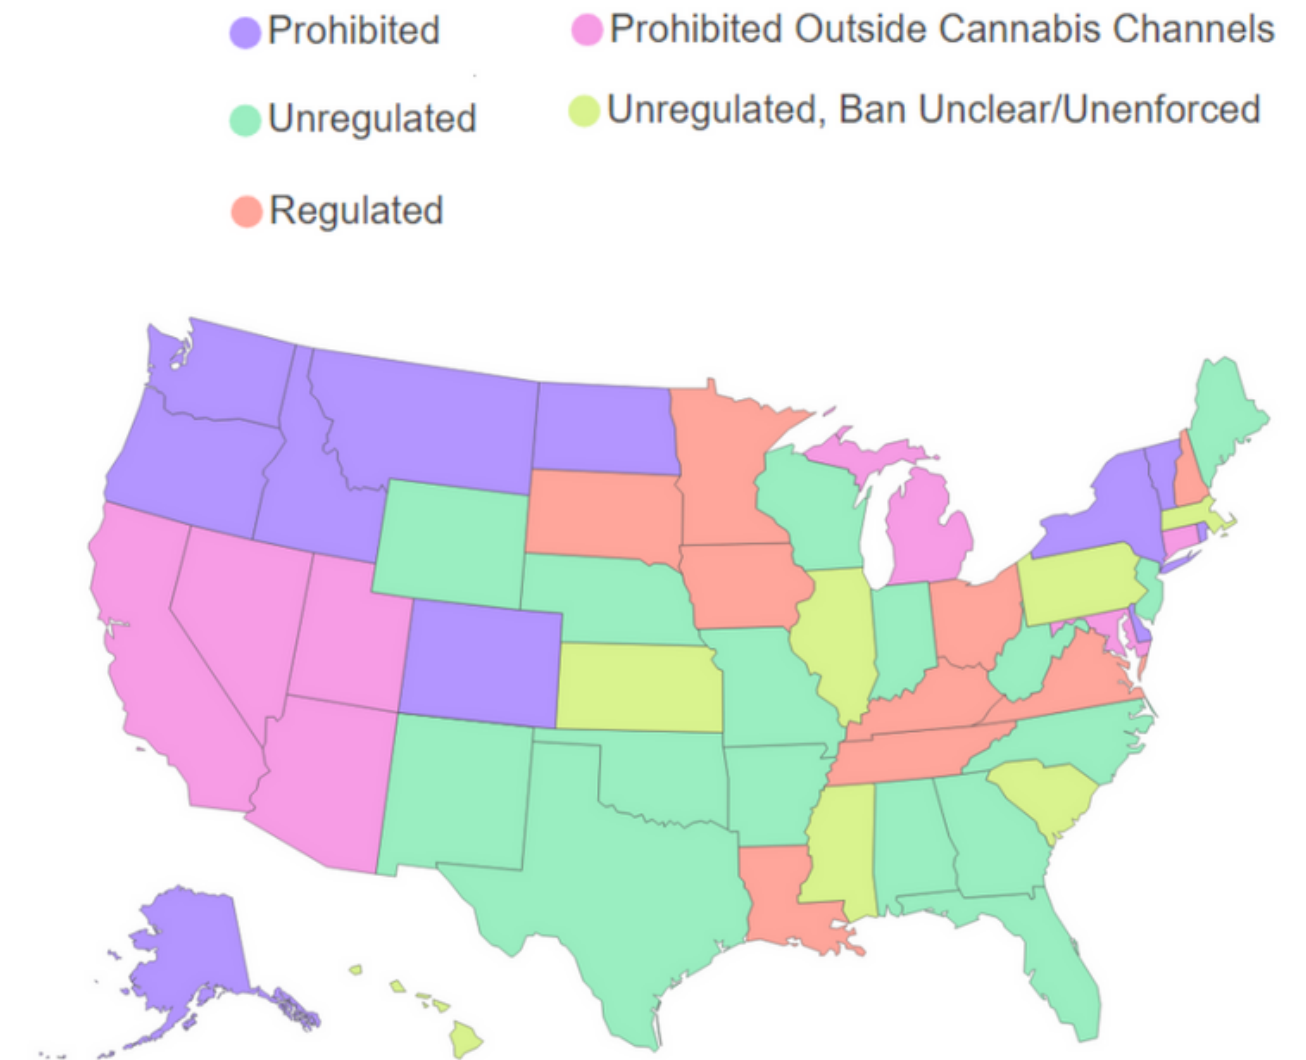 Prohibited
Prohibited Outside Cannabis Channels
Unregulated
Unregulated, Ban Unclear/Unenforced
Regulated